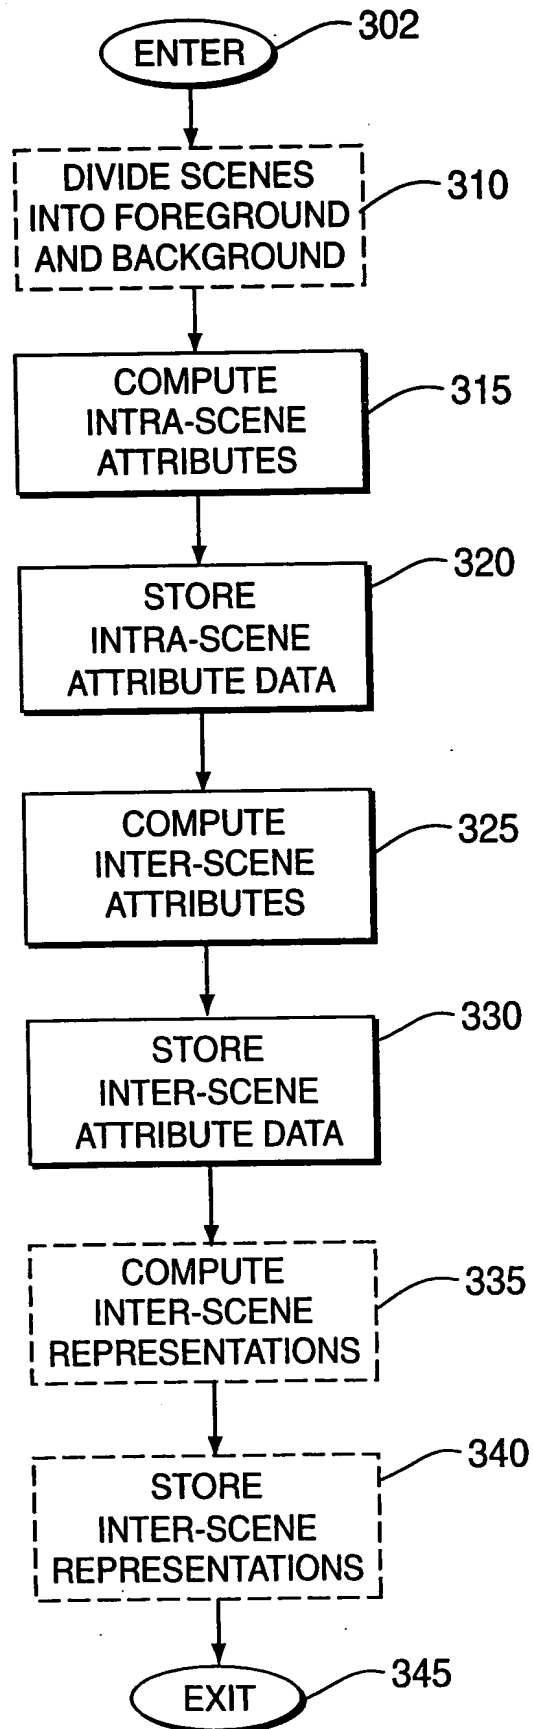 ENTER
302
DIVIDE SCENES
INTO FOREGROUND
AND BACKGROUND
310
COMPUTE
INTRA-SCENE
ATTRIBUTES
315
STORE
INTRA-SCENE
ATTRIBUTE DATA
320
COMPUTE
INTER-SCENE
ATTRIBUTES
325
STORE
INTER-SCENE
ATTRIBUTE DATA
330
COMPUTE
INTER-SCENE
REPRESENTATIONS
335
STORE
INTER-SCENE
REPRESENTATIONS
340
EXIT
345